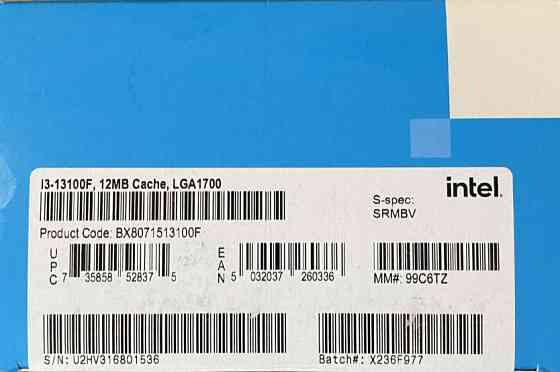 I3-13100F, 12MB Cache, LGA1700
intel.
S-spec:
SRMBV
Product Code: BX8071513100F
UPC 7 35858 52837 5
EAN 5 032037 260336
MM#: 99C6TZ
S/N: U2HV316801536
Batch#: X236F977